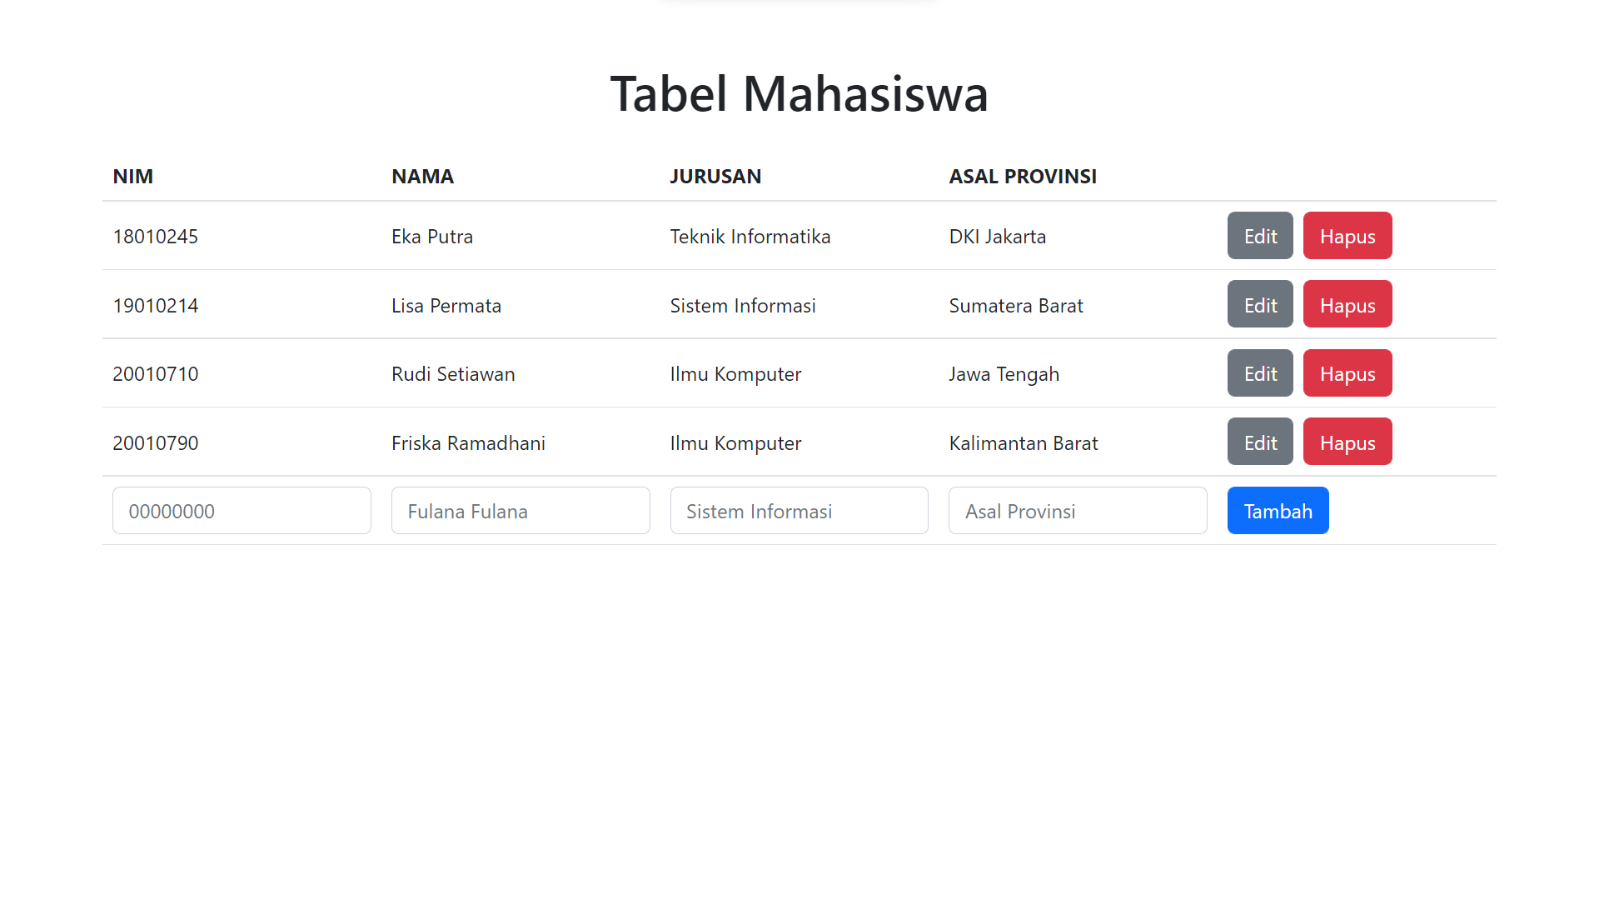 Tabel Mahasiswa
NIM NAMA JURUSAN ASAL PROVINSI
18010245 Eka Putra Teknik Informatika DKI Jakarta Edit Hapus
19010214 Lisa Permata Sistem Informasi Sumatera Barat Edit Hapus
20010710 Rudi Setiawan Ilmu Komputer Jawa Tengah Edit Hapus
20010790 Friska Ramadhani Ilmu Komputer Kalimantan Barat Edit Hapus
00000000 Fulana Fulana Sistem Informasi Asal Provinsi Tambah